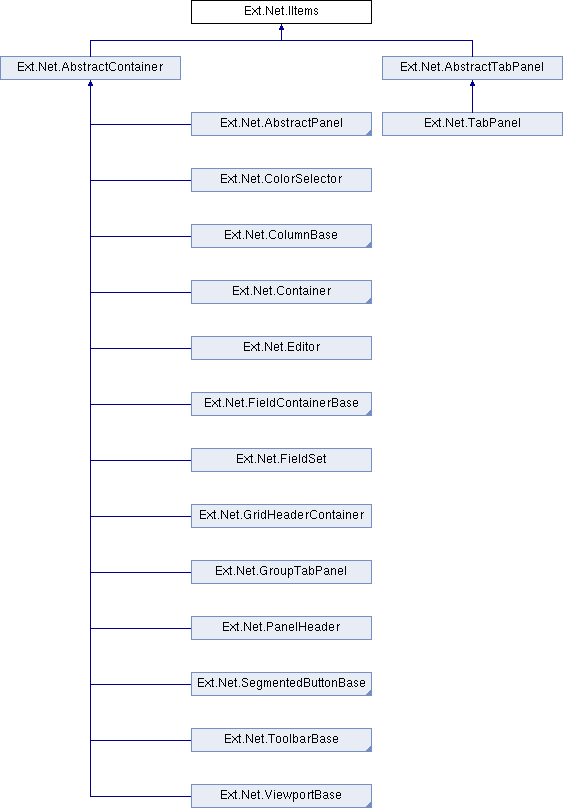 Ext.Net.IItems
Ext.Net.AbstractContainer
Ext.Net.AbstractTabPanel
Ext.Net.AbstractPanel
Ext.Net.TabPanel
Ext.Net.ColorSelector
Ext.Net.ColumnBase
Ext.Net.Container
Ext.Net.Editor
Ext.Net.FieldContainerBase
Ext.Net.FieldSet
Ext.Net.GridHeaderContainer
Ext.Net.GroupTabPanel
Ext.Net.PanelHeader
Ext.Net.SegmentedButtonBase
Ext.Net.ToolbarBase
Ext.Net.ViewportBase